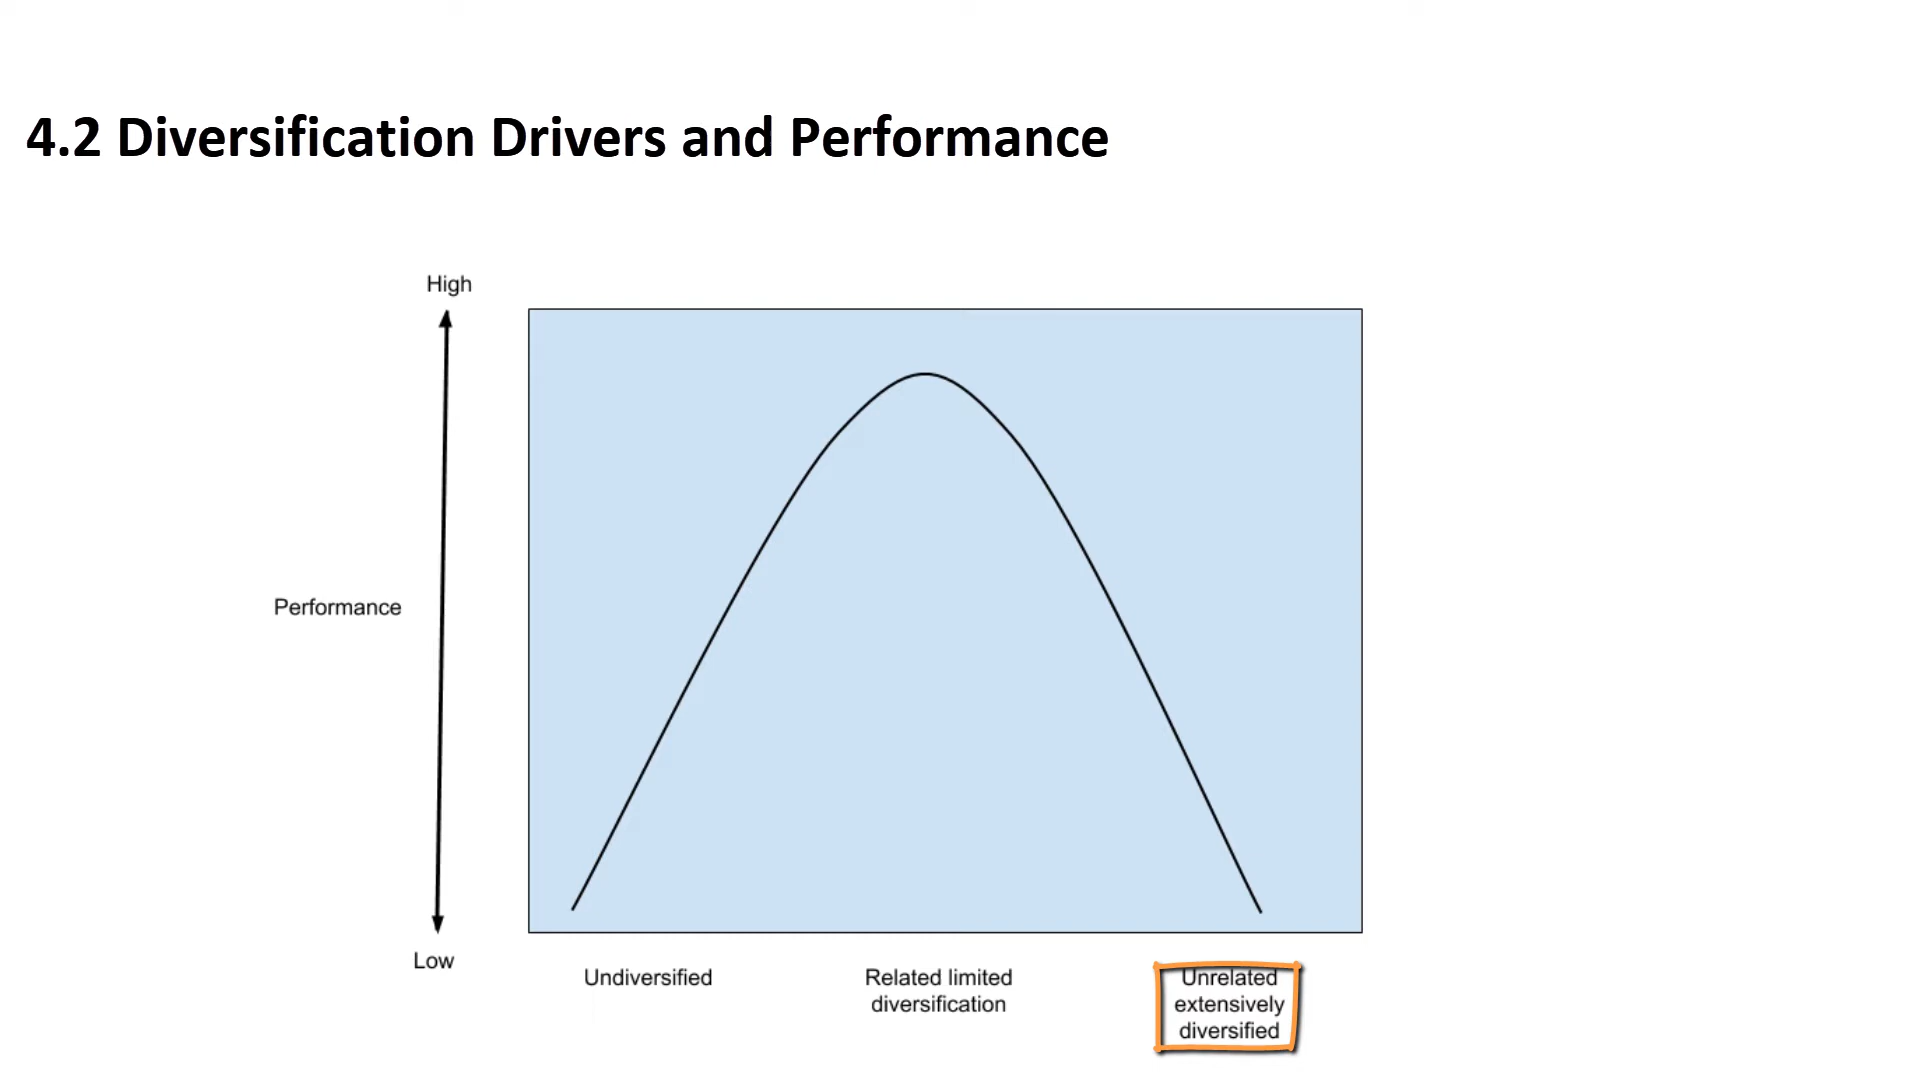 4.2 Diversification Drivers and Performance
High
Performance
Low
Undiversified
Related limited
diversification
Unrelated
extensively
diversified